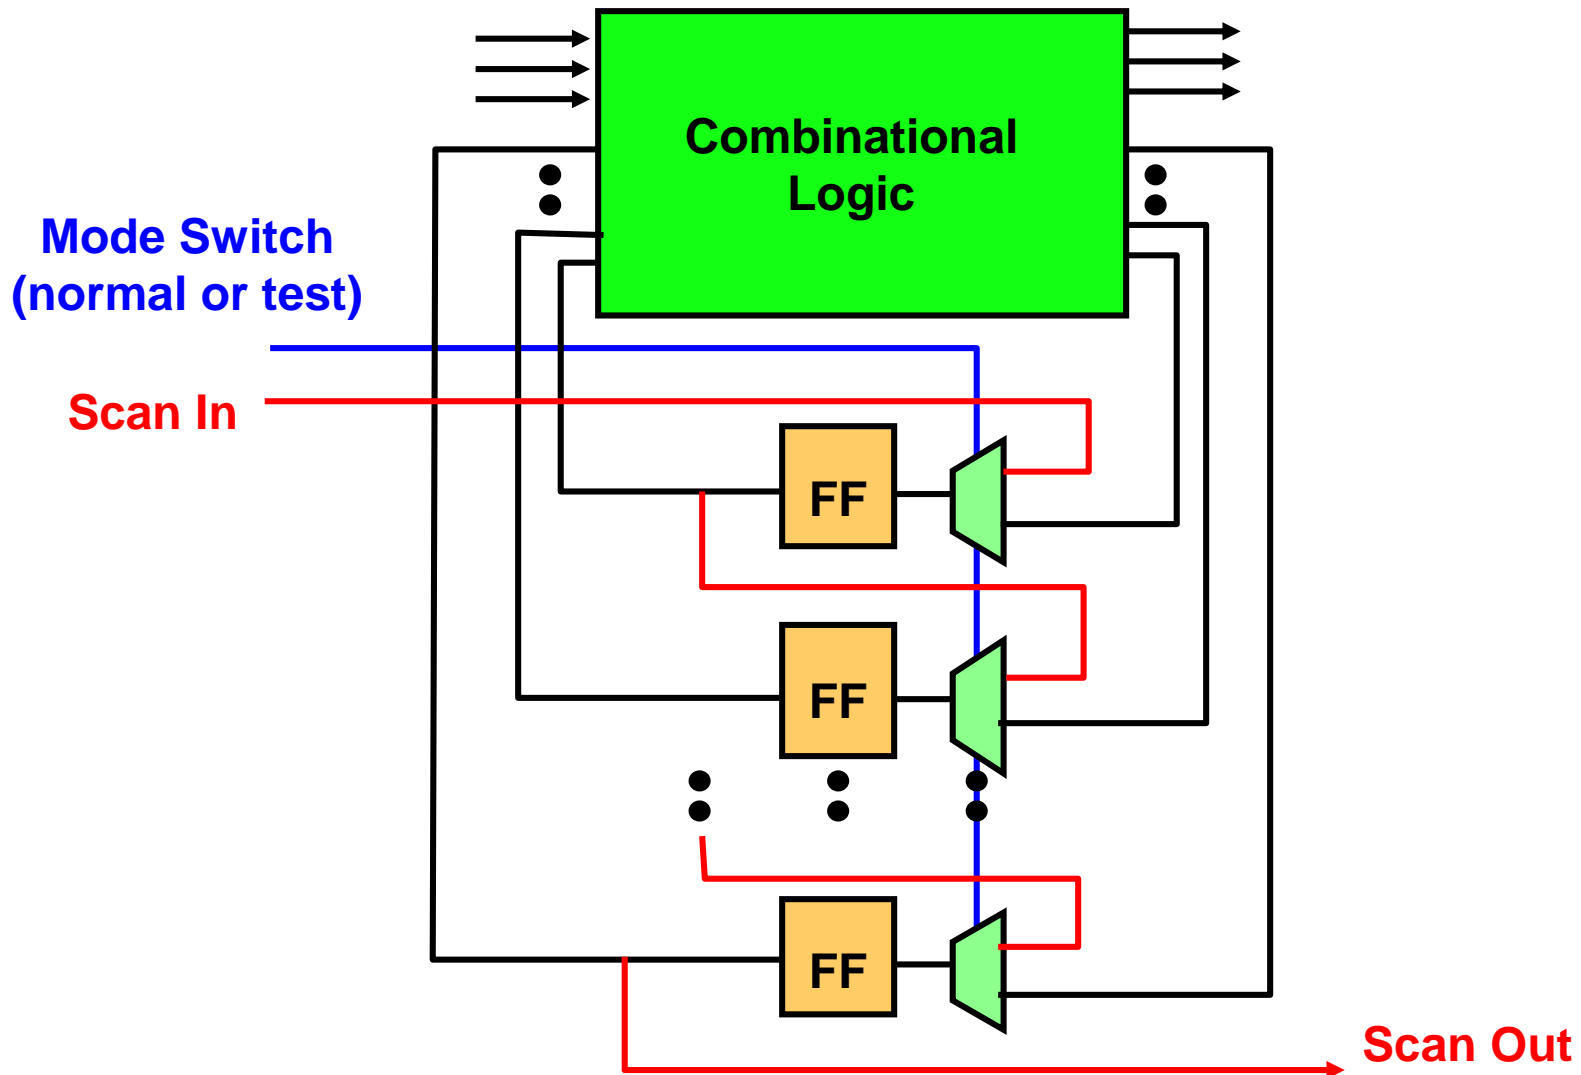 Combinational
Logic
Mode Switch
(normal or test)
Scan In
FF
FF
FF
Scan Out